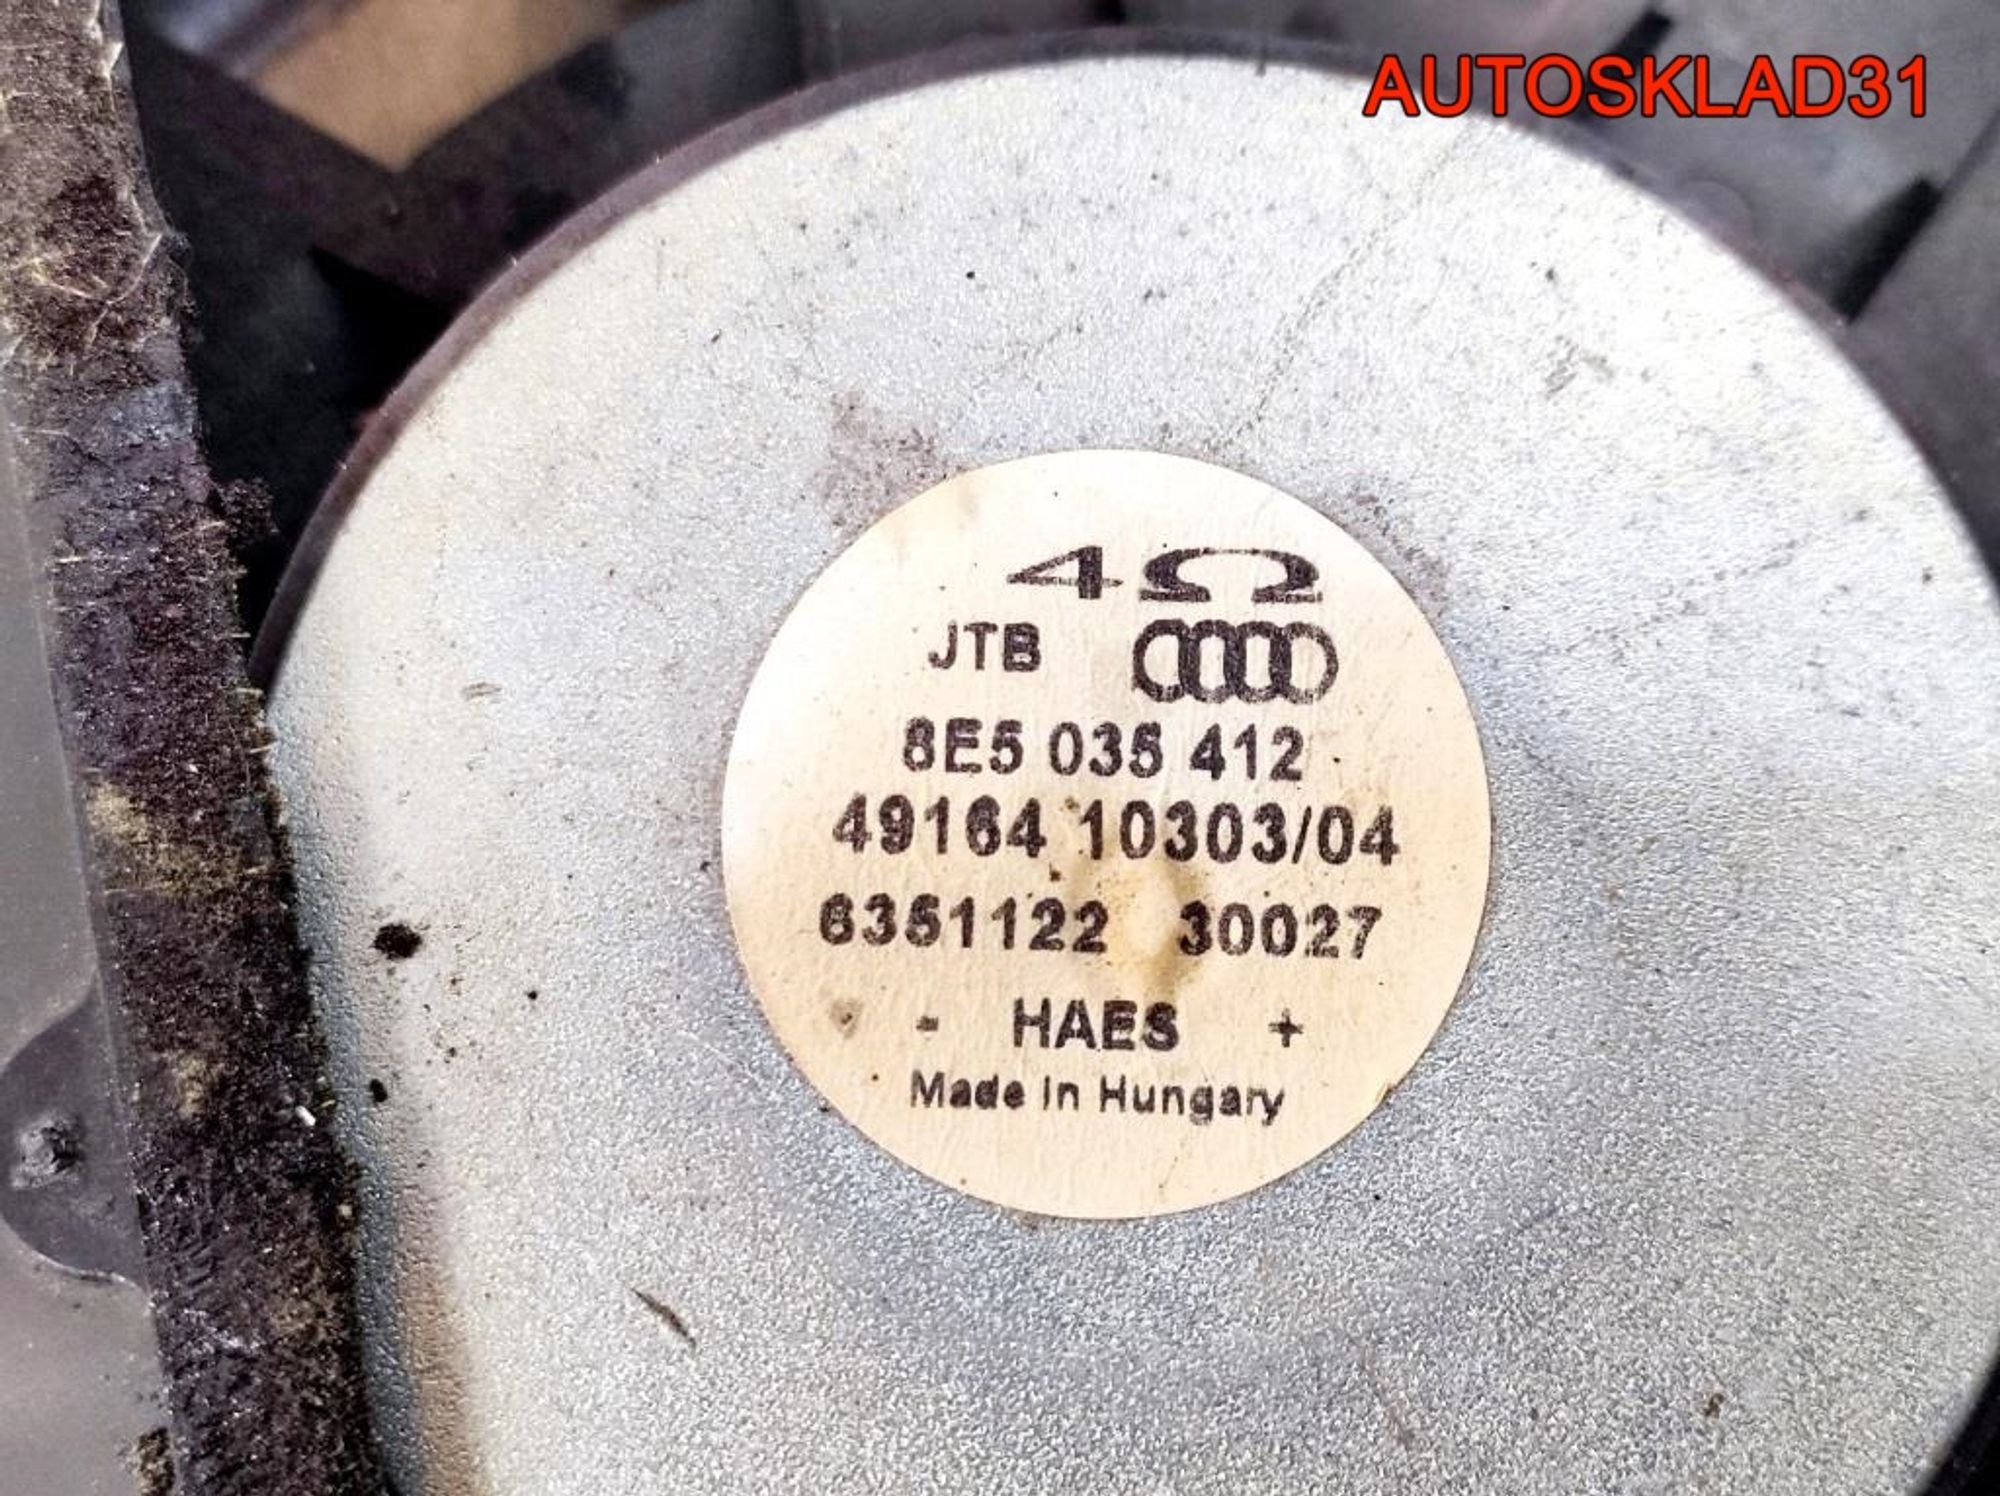 AUTOSKLAD31
4Ω
JTB
8E5 035 412
49164 10303/04
6351122 30027
- HAES +
Made in Hungary